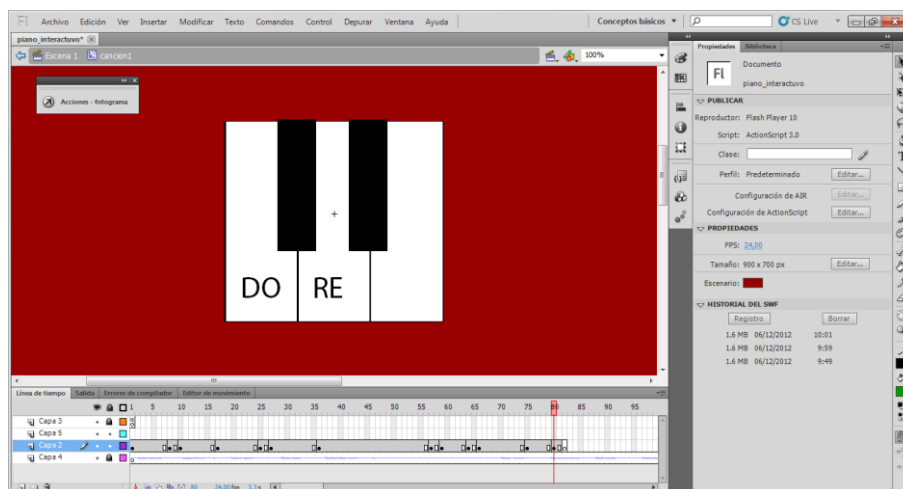 Fl Archivo Edición Ver Insertar Modificar Texto Comandos Control Depurar Ventana Ayuda Conceptos básicos CS Live
piano_interactuvo*
Escena 1 cancion1 100%
Acciones - fotograma
DO RE
Propiedades Biblioteca
Fl
Documento
piano_interactuvo
PUBLICAR
Reproductor: Flash Player 10
Script: ActionScript 3.0
Clase:
Perfil: Predeterminado Editar...
Configuración de AIR Editar...
Configuración de ActionScript Editar...
PROPIEDADES
FPS: 24,00
Tamaño: 900 x 700 px Editar...
Escenario:
HISTORIAL DEL SWF
Registro Borrar
1.6 MB 06/12/2012 10:01
1.6 MB 06/12/2012 9:59
1.6 MB 06/12/2012 9:49
Línea de tiempo Salida Errores de compilador Editor de movimiento
1 5 10 15 20 25 30 35 40 45 50 55 60 65 70 75 80 85 90 95
Capa 3
Capa 5
Capa 2
Capa 4
80 24,00 fps 3,3 s